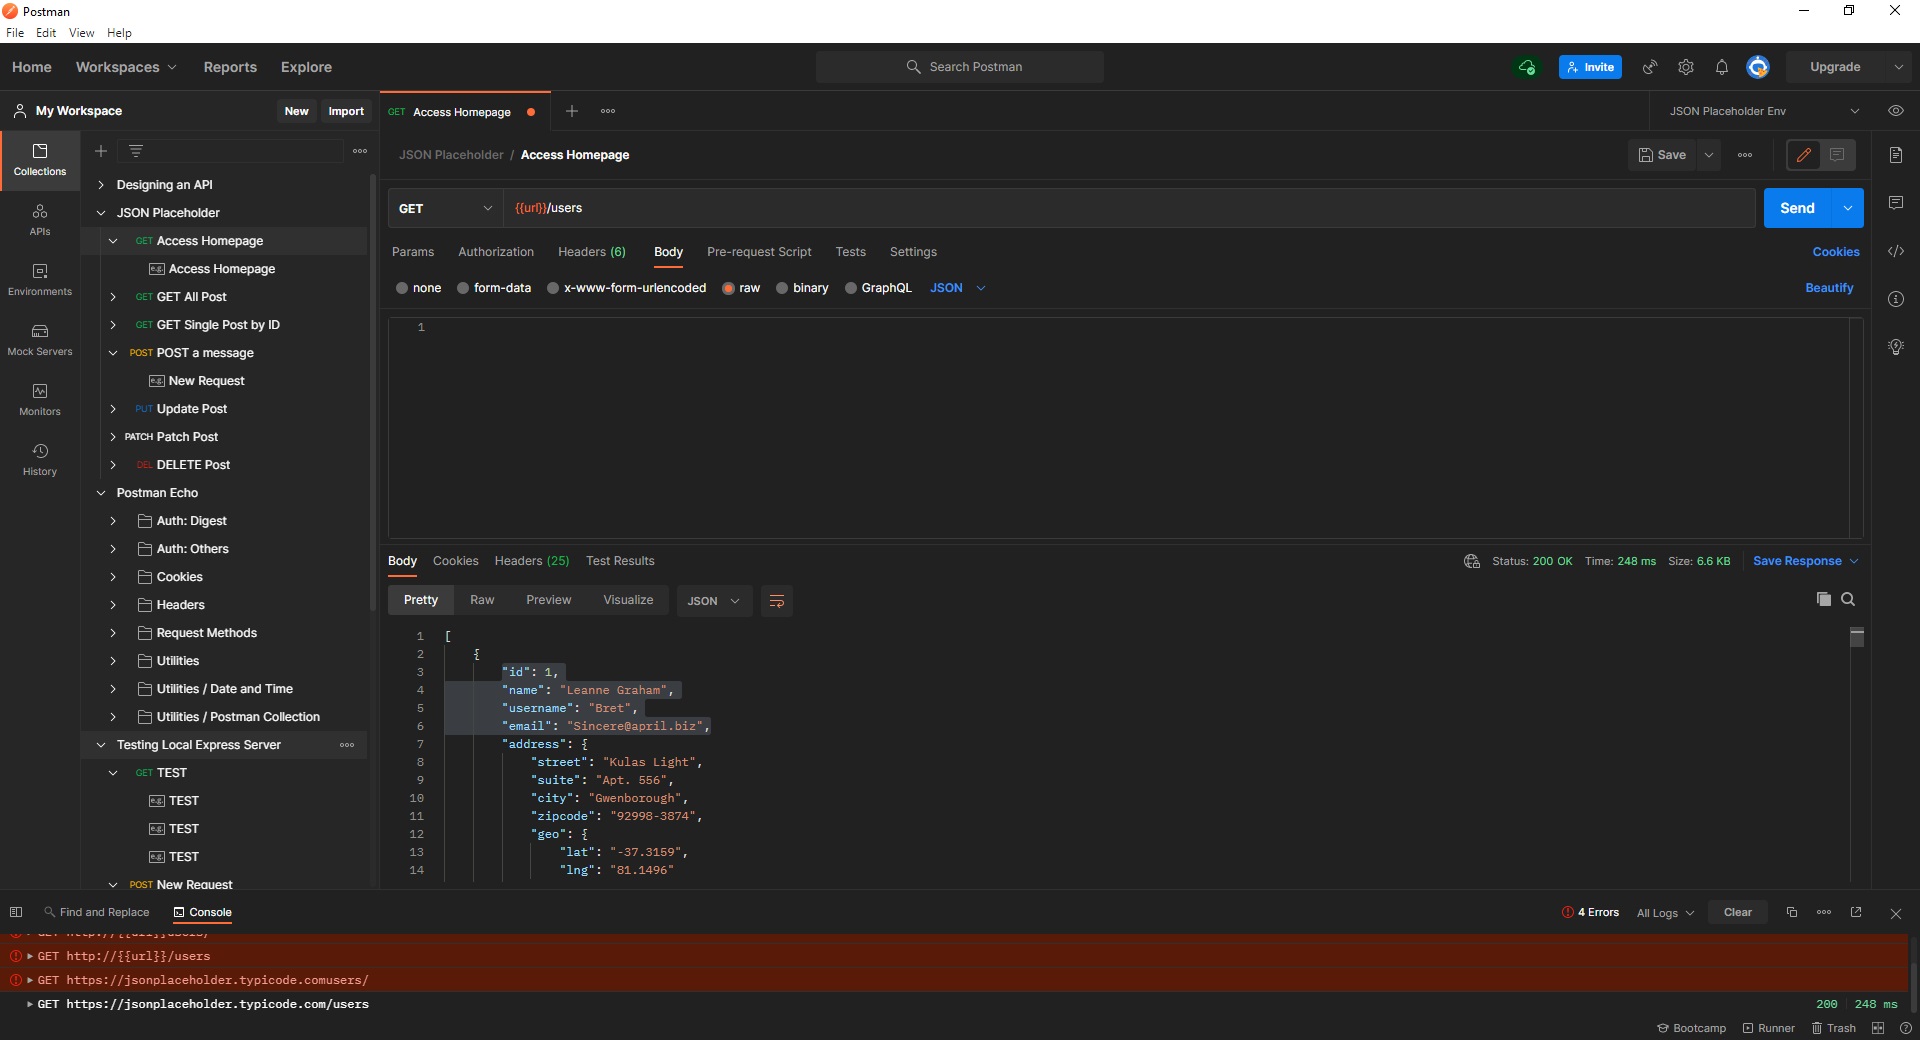 Postman
File Edit View Help
Home Workspaces Reports Explore Search Postman Invite Upgrade
My Workspace New Import
GET Access Homepage
JSON Placeholder Env
JSON Placeholder / Access Homepage
Save
GET {{url}}/users Send
Params Authorization Headers (6) Body Pre-request Script Tests Settings Cookies
none form-data x-www-form-urlencoded raw binary GraphQL JSON Beautify
1
Collections
APIs
Environments
Mock Servers
Monitors
History
Designing an API
JSON Placeholder
GET Access Homepage
e.g. Access Homepage
GET GET All Post
GET GET Single Post by ID
POST POST a message
e.g. New Request
PUT Update Post
PATCH Patch Post
DEL DELETE Post
Postman Echo
Auth: Digest
Auth: Others
Cookies
Headers
Request Methods
Utilities
Utilities / Date and Time
Utilities / Postman Collection
Testing Local Express Server
GET TEST
e.g. TEST
e.g. TEST
e.g. TEST
POST New Request
Body Cookies Headers (25) Test Results Status: 200 OK Time: 248 ms Size: 6.6 KB Save Response
Pretty Raw Preview Visualize JSON
1 [
2 {
3 "id": 1,
4 "name": "Leanne Graham",
5 "username": "Bret",
6 "email": "Sincere@april.biz",
7 "address": {
8 "street": "Kulas Light",
9 "suite": "Apt. 556",
10 "city": "Gwenborough",
11 "zipcode": "92998-3874",
12 "geo": {
13 "lat": "-37.3159",
14 "lng": "81.1496"
Find and Replace Console 4 Errors All Logs Clear
GET http://{{url}}/users
GET https://jsonplaceholder.typicode.comusers/
GET https://jsonplaceholder.typicode.com/users 200 248 ms
Bootcamp Runner Trash